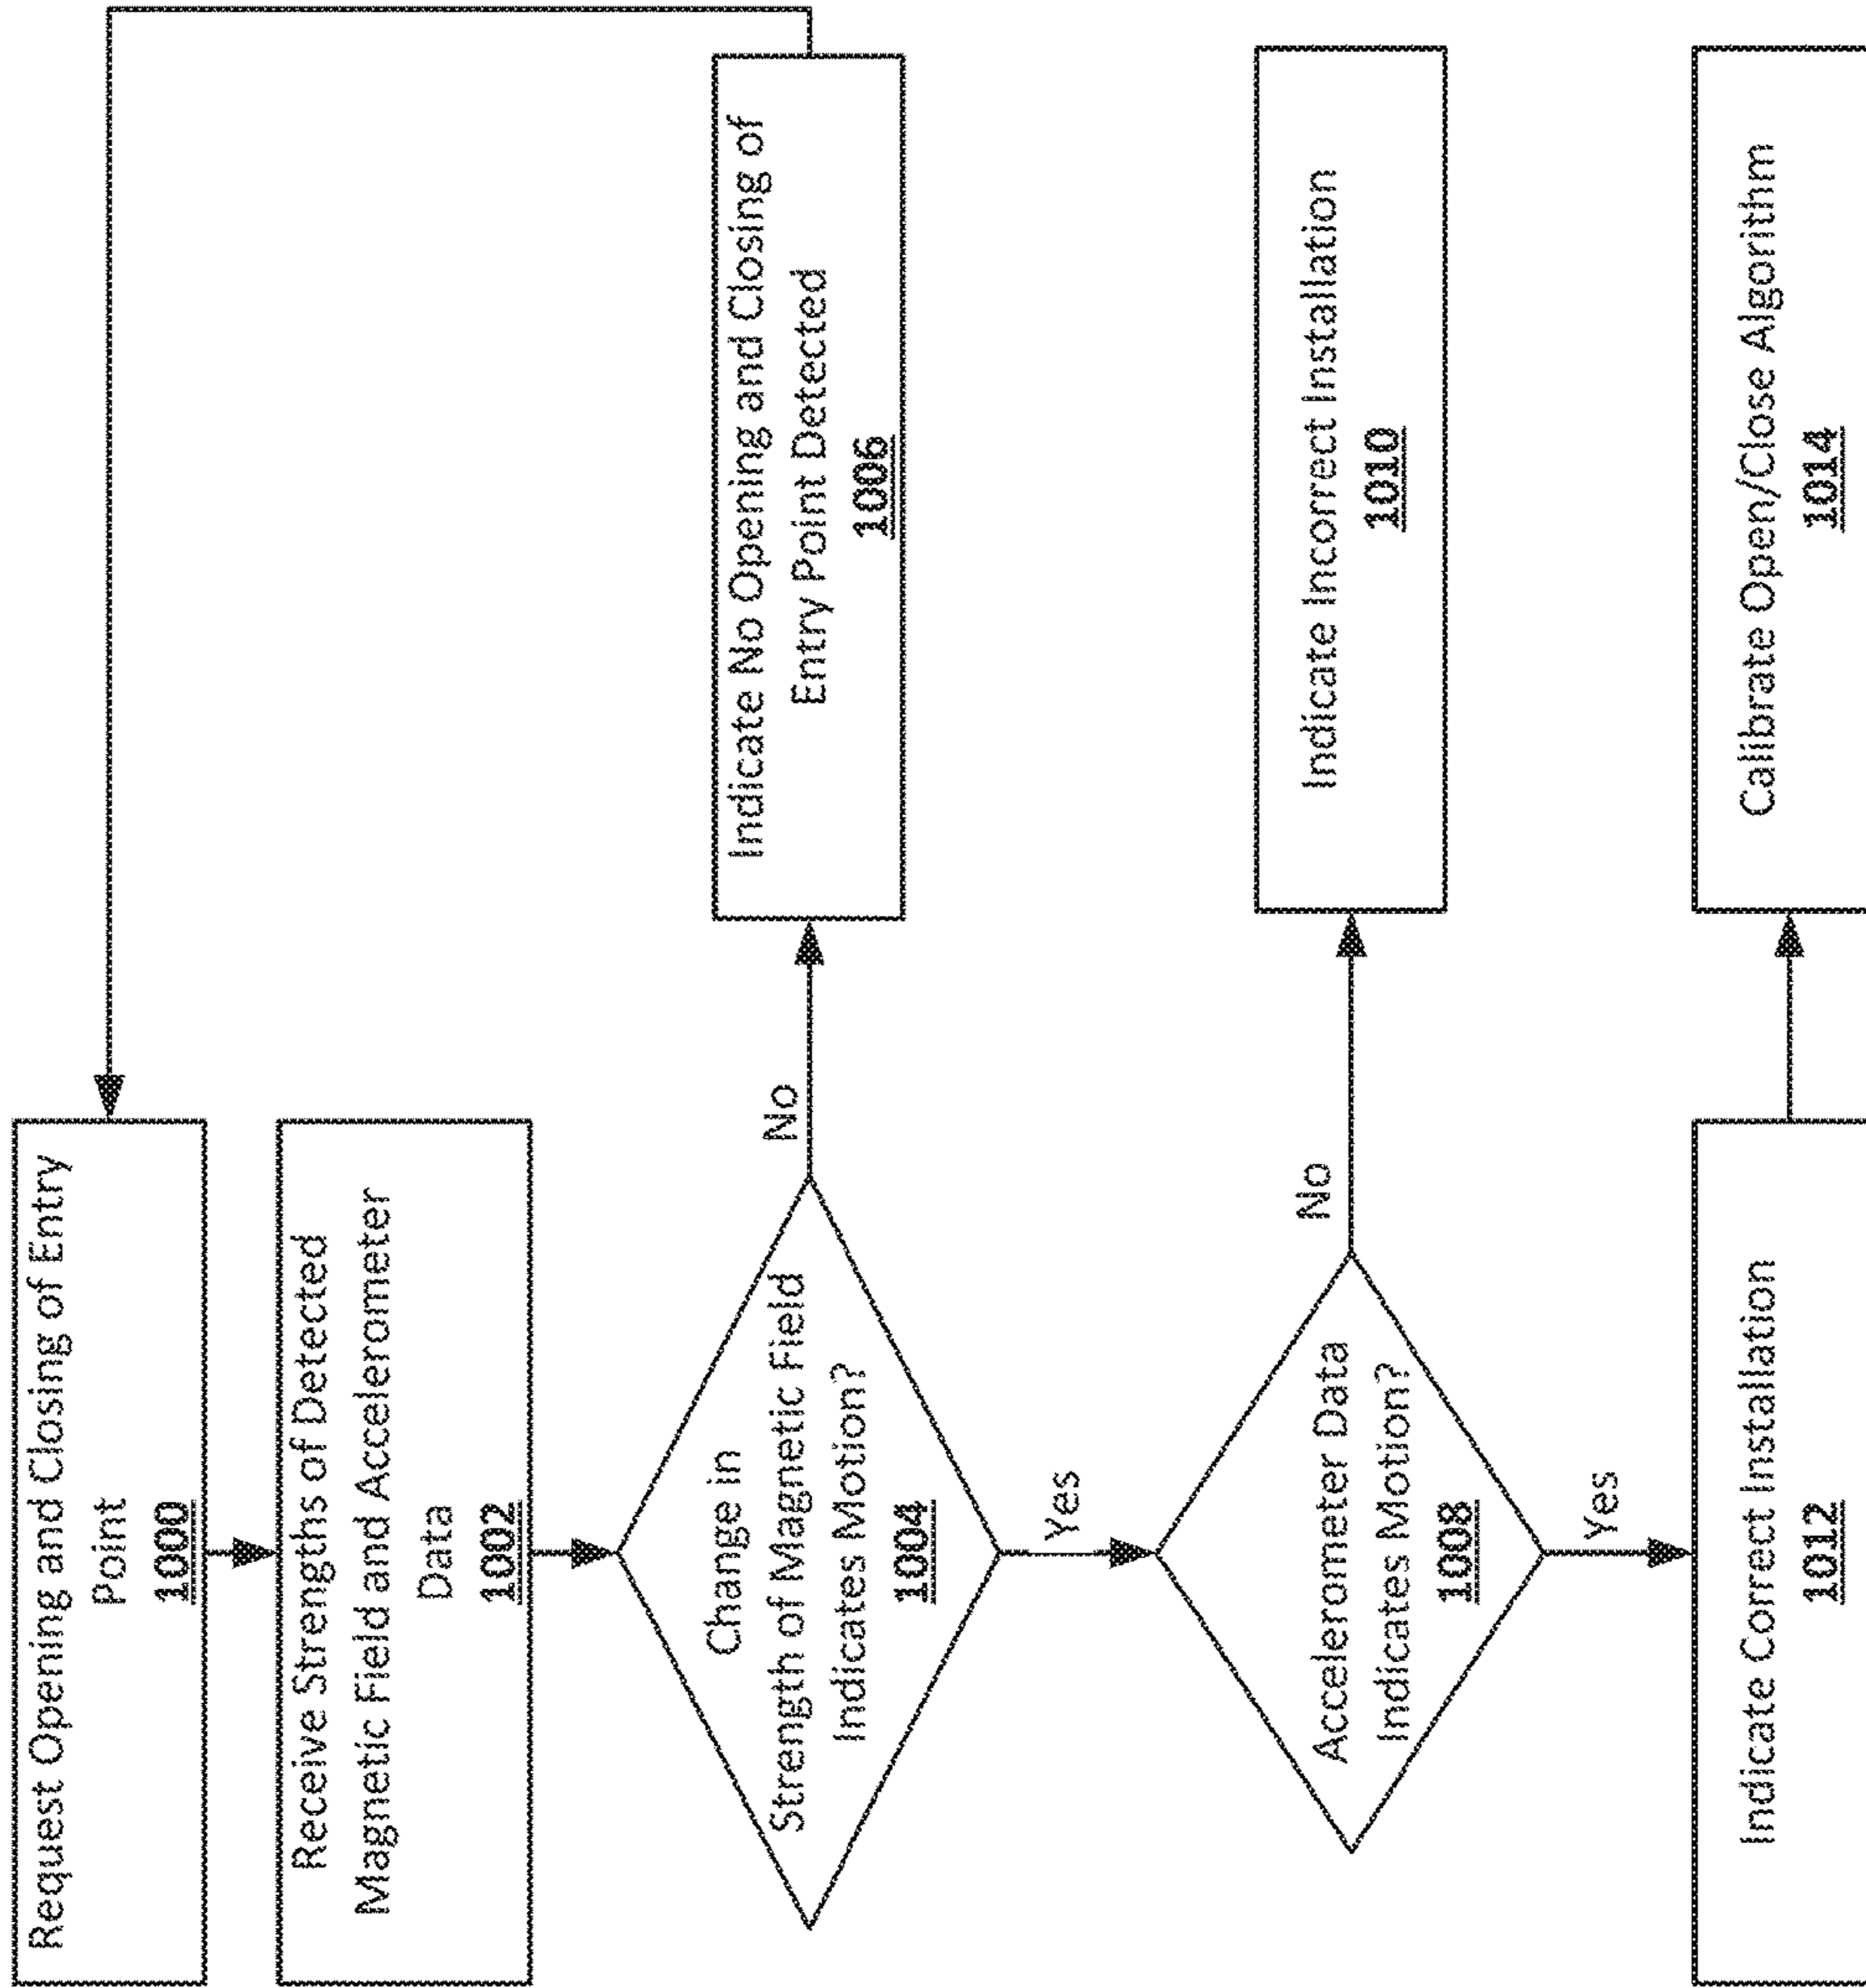 Request Opening and Closing of Entry
Point
1000
Receive Strengths of Detected
Magnetic Field and Accelerometer
Data
1002
Change in
Strength of Magnetic Field
Indicates Motion?
1004
No
Indicate No Opening and Closing of
Entry Point Detected
1006
Yes
Accelerometer Data
Indicates Motion?
1008
No
Indicate Incorrect Installation
1010
Yes
Indicate Correct Installation
1012
Calibrate Open/Close Algorithm
1014